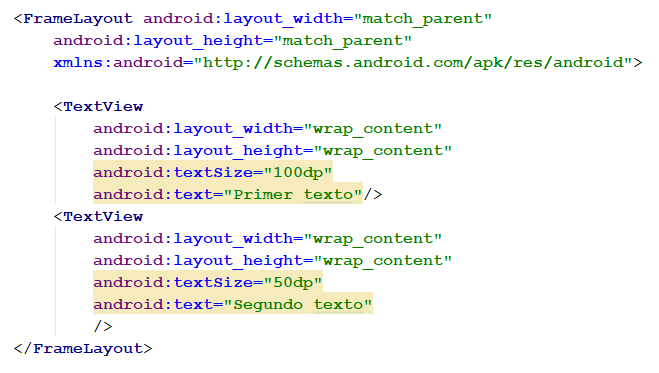 <FrameLayout android:layout_width="match_parent"
    android:layout_height="match_parent"
    xmlns:android="http://schemas.android.com/apk/res/android">

    <TextView
        android:layout_width="wrap_content"
        android:layout_height="wrap_content"
        android:textSize="100dp"
        android:text="Primer texto"/>
    <TextView
        android:layout_width="wrap_content"
        android:layout_height="wrap_content"
        android:textSize="50dp"
        android:text="Segundo texto"
        />
</FrameLayout>